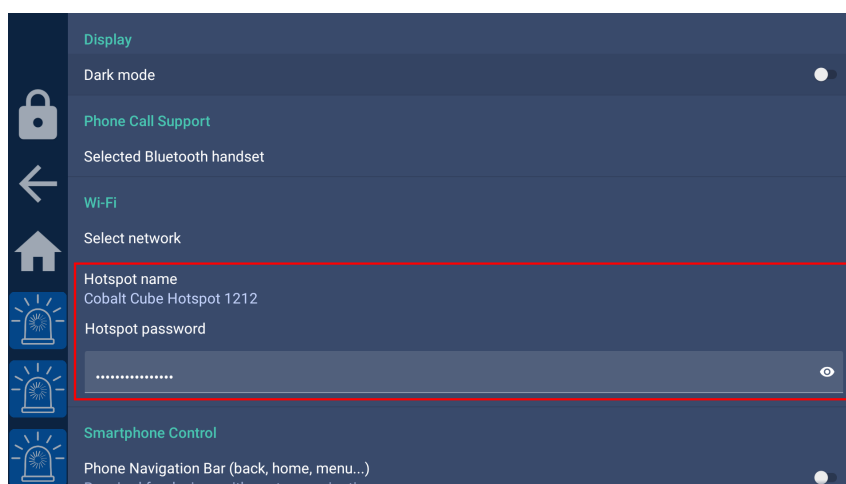 Display
Dark mode
Phone Call Support
Selected Bluetooth handset
Wi-Fi
Select network
Hotspot name
Cobalt Cube Hotspot 1212
Hotspot password
••••••••••••••••
Smartphone Control
Phone Navigation Bar (back, home, menu...)